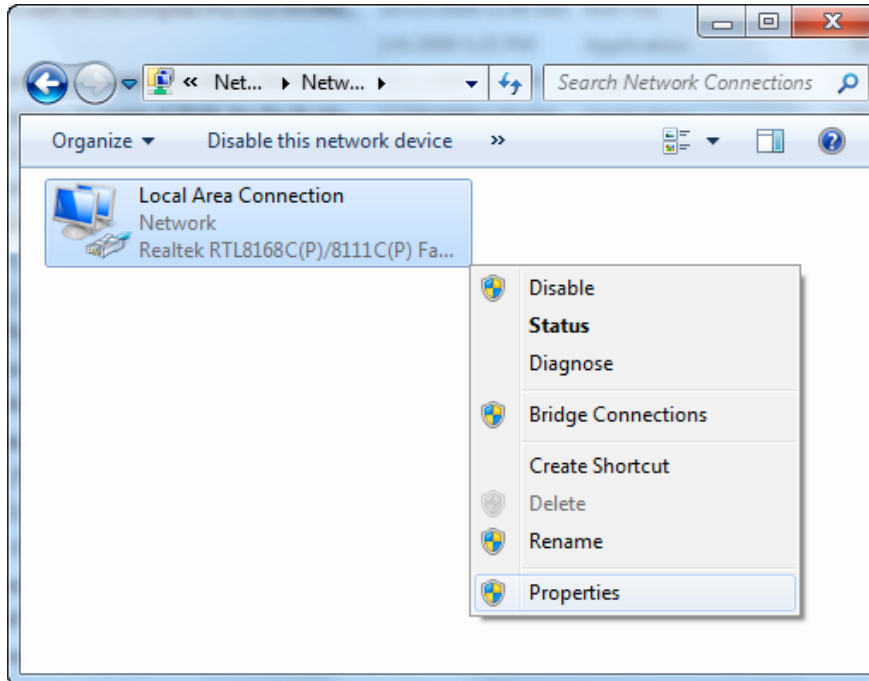 « Net... Netw...
Search Network Connections
Organize Disable this network device »
Local Area Connection
Network
Realtek RTL8168C(P)/8111C(P) Fa...
Disable
Status
Diagnose
Bridge Connections
Create Shortcut
Delete
Rename
Properties